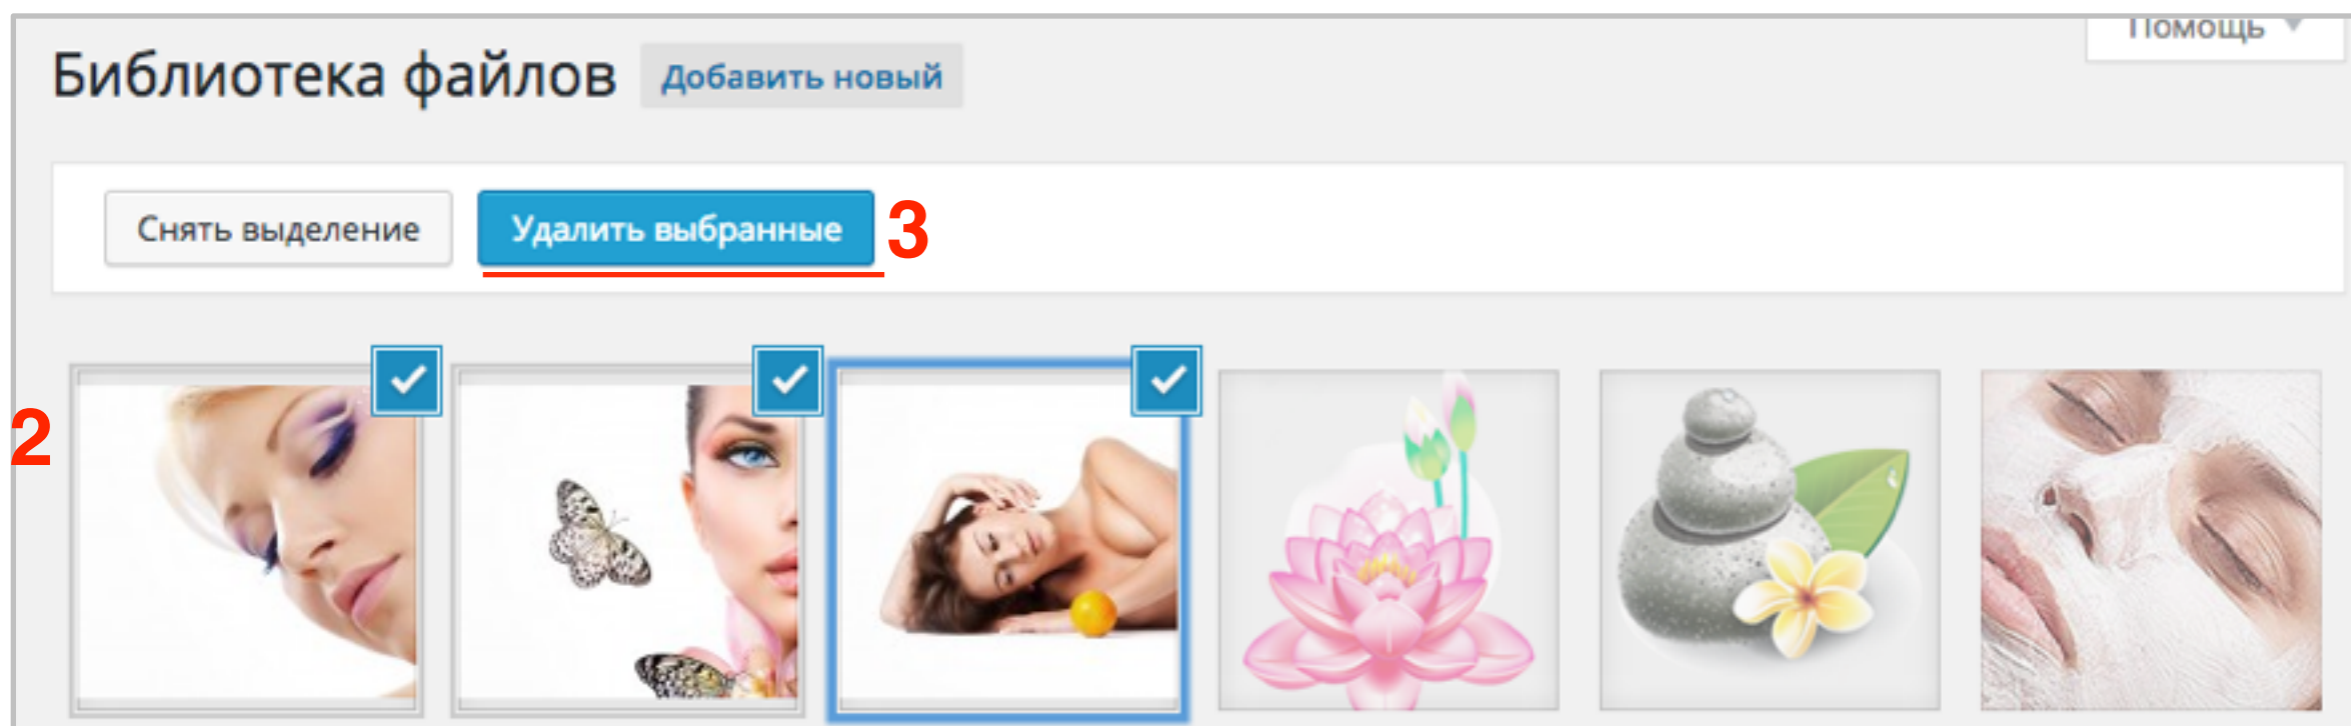 Помощь
Библиотека файлов Добавить новый
Снять выделение Удалить выбранные 3
2